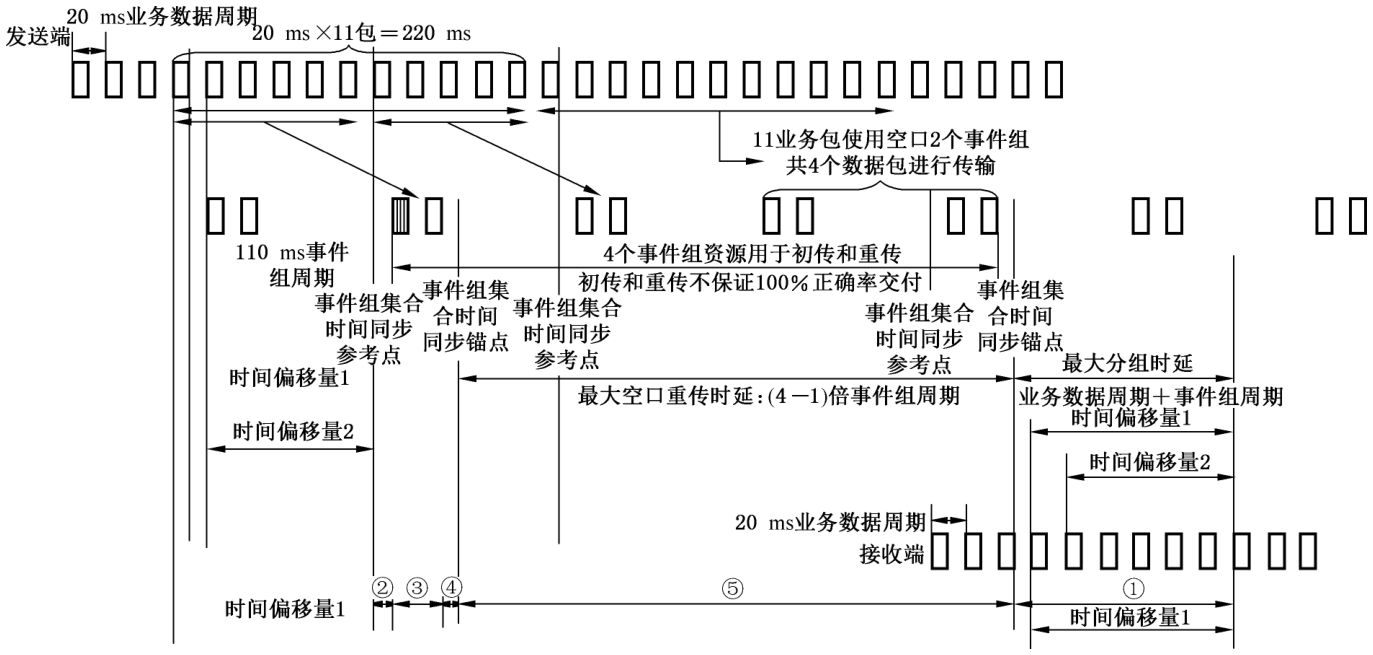 20 ms业务数据周期
发送端
20 ms×11包=220 ms
11业务包使用空口2个事件组
共4个数据包进行传输
110 ms事件
组周期
4个事件组资源用于初传和重传
初传和重传不保证100%正确率交付
事件组集合
时间同步
参考点
事件组集
合时间
同步锚点
事件组集合
时间同步
参考点
事件组集合
时间同步
参考点
事件组集
合时间
同步锚点
时间偏移量1
最大空口重传时延:(4-1)倍事件组周期
最大分组时延
业务数据周期+事件组周期
时间偏移量1
时间偏移量2
时间偏移量2
20 ms业务数据周期
接收端
时间偏移量1
②
③
④
⑤
①
时间偏移量1